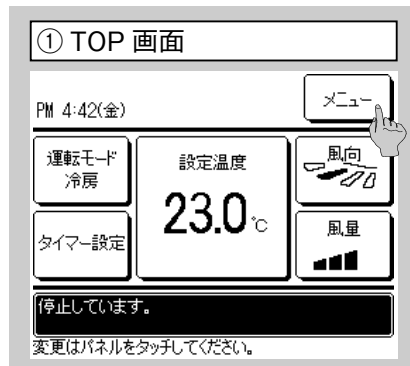 ① TOP 画面
PM 4:42(金)
メニュー
運転モード
冷房
設定温度
23.0℃
風向
タイマー設定
風量
停止しています。
変更はパネルをタッチしてください。